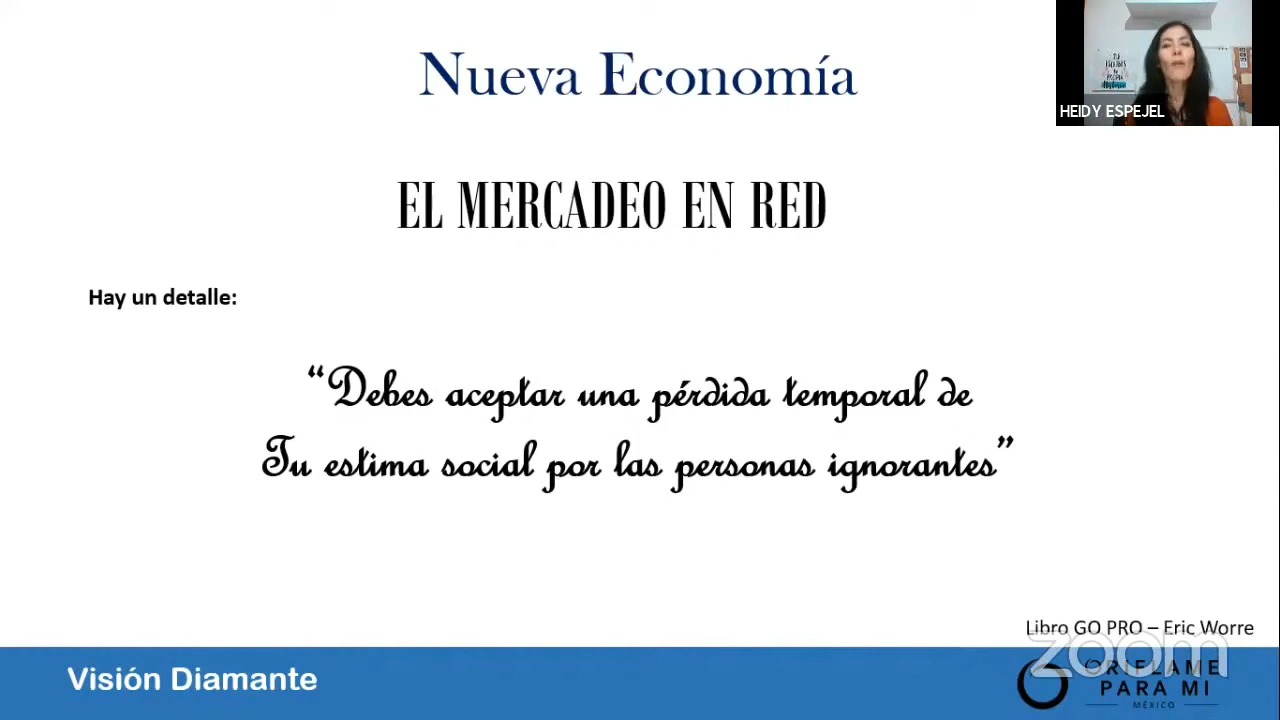 Nueva Economía
HEIDY ESPEJEL
EL MERCADEO EN RED
Hay un detalle:
“Debes aceptar una pérdida temporal de
Tu estima social por las personas ignorantes”
Libro GO PRO – Eric Worre
zoom
Visión Diamante
ORIFLAME
PARA MI
MÉXICO